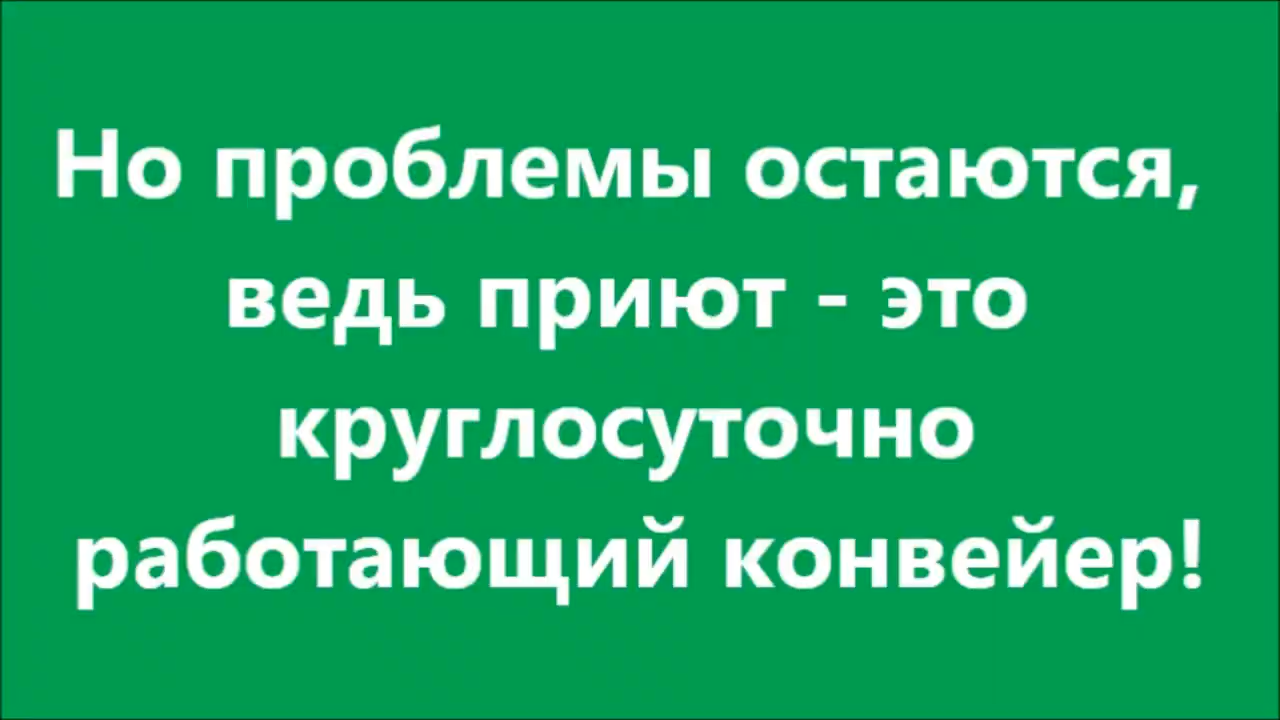 Но проблемы остаются,
ведь приют - это
круглосуточно
работающий конвейер!